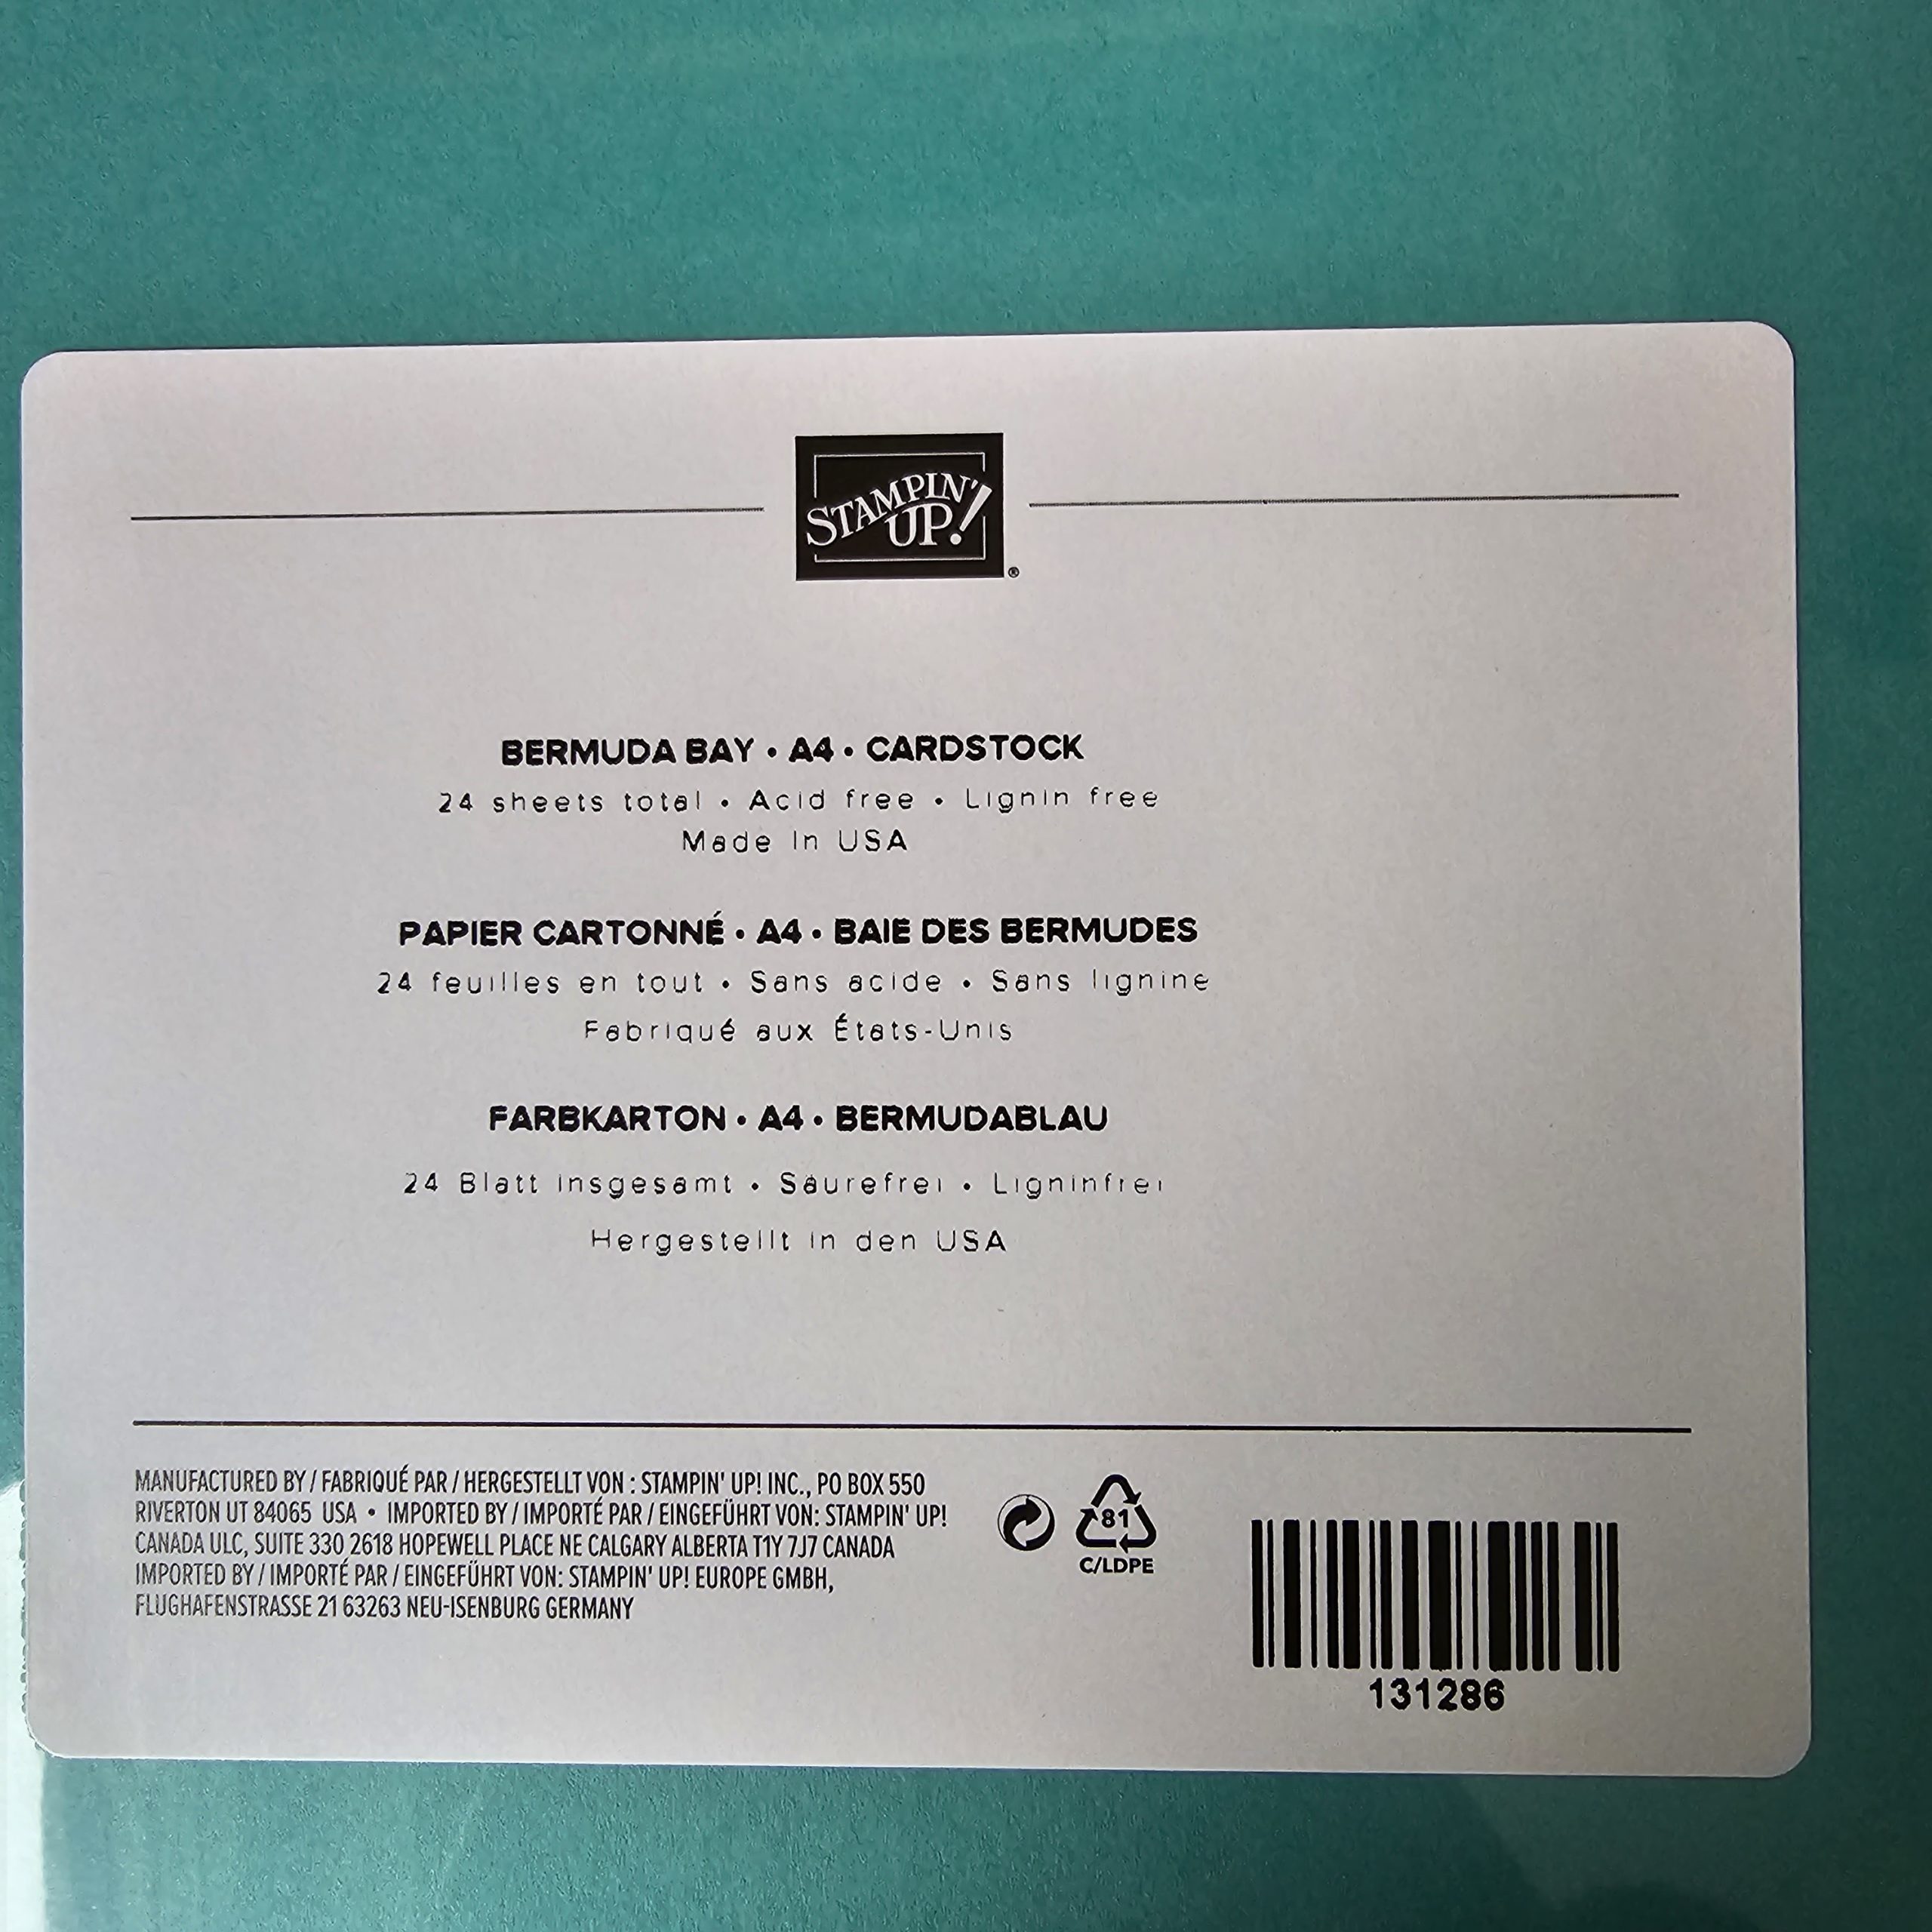 STAMPIN' UP!®
BERMUDA BAY • A4 • CARDSTOCK
24 sheets total • Acid free • Lignin free
Made In USA
PAPIER CARTONNÉ • A4 • BAIE DES BERMUDES
24 feuilles en tout • Sans acide • Sans lignine
Fabriqué aux États-Unis
FARBKARTON • A4 • BERMUDABLAU
24 Blatt insgesamt • Säurefrei • Ligninfrei
Hergestellt in den USA
MANUFACTURED BY / FABRIQUÉ PAR / HERGESTELLT VON : STAMPIN' UP! INC., PO BOX 550
RIVERTON UT 84065 USA • IMPORTED BY / IMPORTÉ PAR / EINGEFÜHRT VON: STAMPIN' UP!
CANADA ULC, SUITE 330 2618 HOPEWELL PLACE NE CALGARY ALBERTA T1Y 7J7 CANADA
IMPORTED BY / IMPORTÉ PAR / EINGEFÜHRT VON: STAMPIN' UP! EUROPE GMBH,
FLUGHAFENSTRASSE 21 63263 NEU-ISENBURG GERMANY
81
C/LDPE
131286